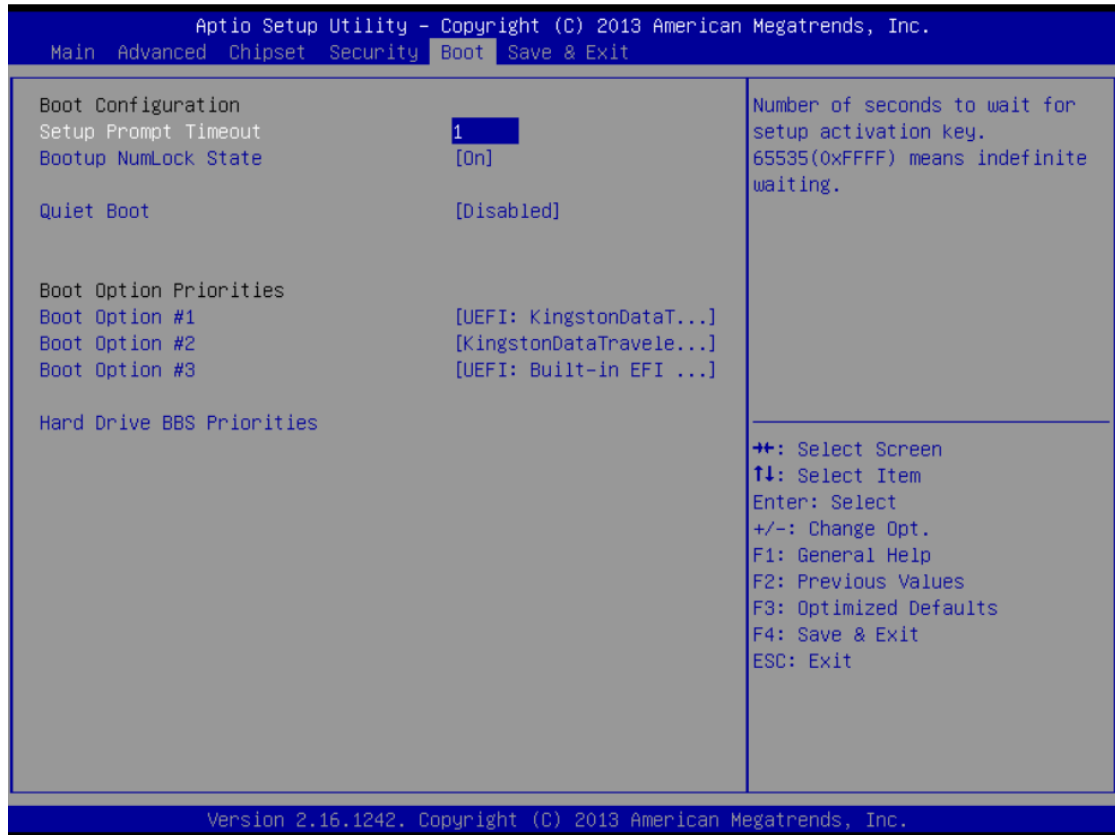 Aptio Setup Utility – Copyright (C) 2013 American Megatrends, Inc.
Main Advanced Chipset Security Boot Save & Exit
Boot Configuration
Setup Prompt Timeout 1
Bootup NumLock State [On]
Quiet Boot [Disabled]
Boot Option Priorities
Boot Option #1 [UEFI: KingstonDataT...]
Boot Option #2 [KingstonDataTravele...]
Boot Option #3 [UEFI: Built-in EFI ...]
Hard Drive BBS Priorities
Number of seconds to wait for
setup activation key.
65535(0xFFFF) means indefinite
waiting.
→←: Select Screen
↑↓: Select Item
Enter: Select
+/-: Change Opt.
F1: General Help
F2: Previous Values
F3: Optimized Defaults
F4: Save & Exit
ESC: Exit
Version 2.16.1242. Copyright (C) 2013 American Megatrends, Inc.